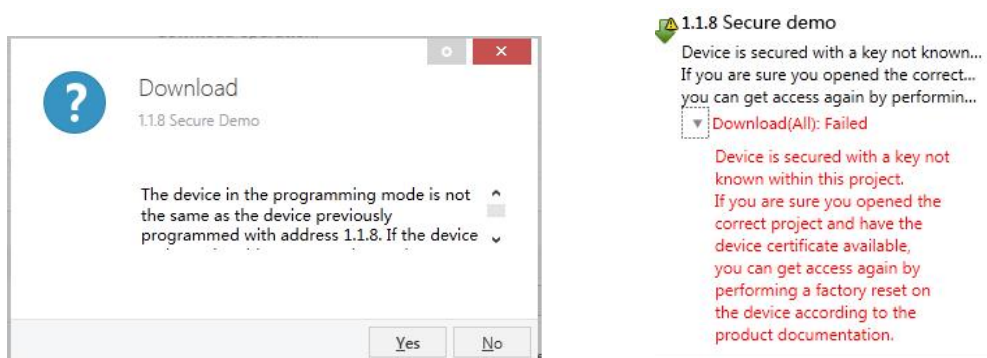 Download
1.1.8 Secure Demo
The device in the programming mode is not
the same as the device previously
programmed with address 1.1.8. If the device
Yes
No
1.1.8 Secure demo
Device is secured with a key not known...
If you are sure you opened the correct...
you can get access again by performin...
Download(All): Failed
Device is secured with a key not
known within this project.
If you are sure you opened the
correct project and have the
device certificate available,
you can get access again by
performing a factory reset on
the device according to the
product documentation.